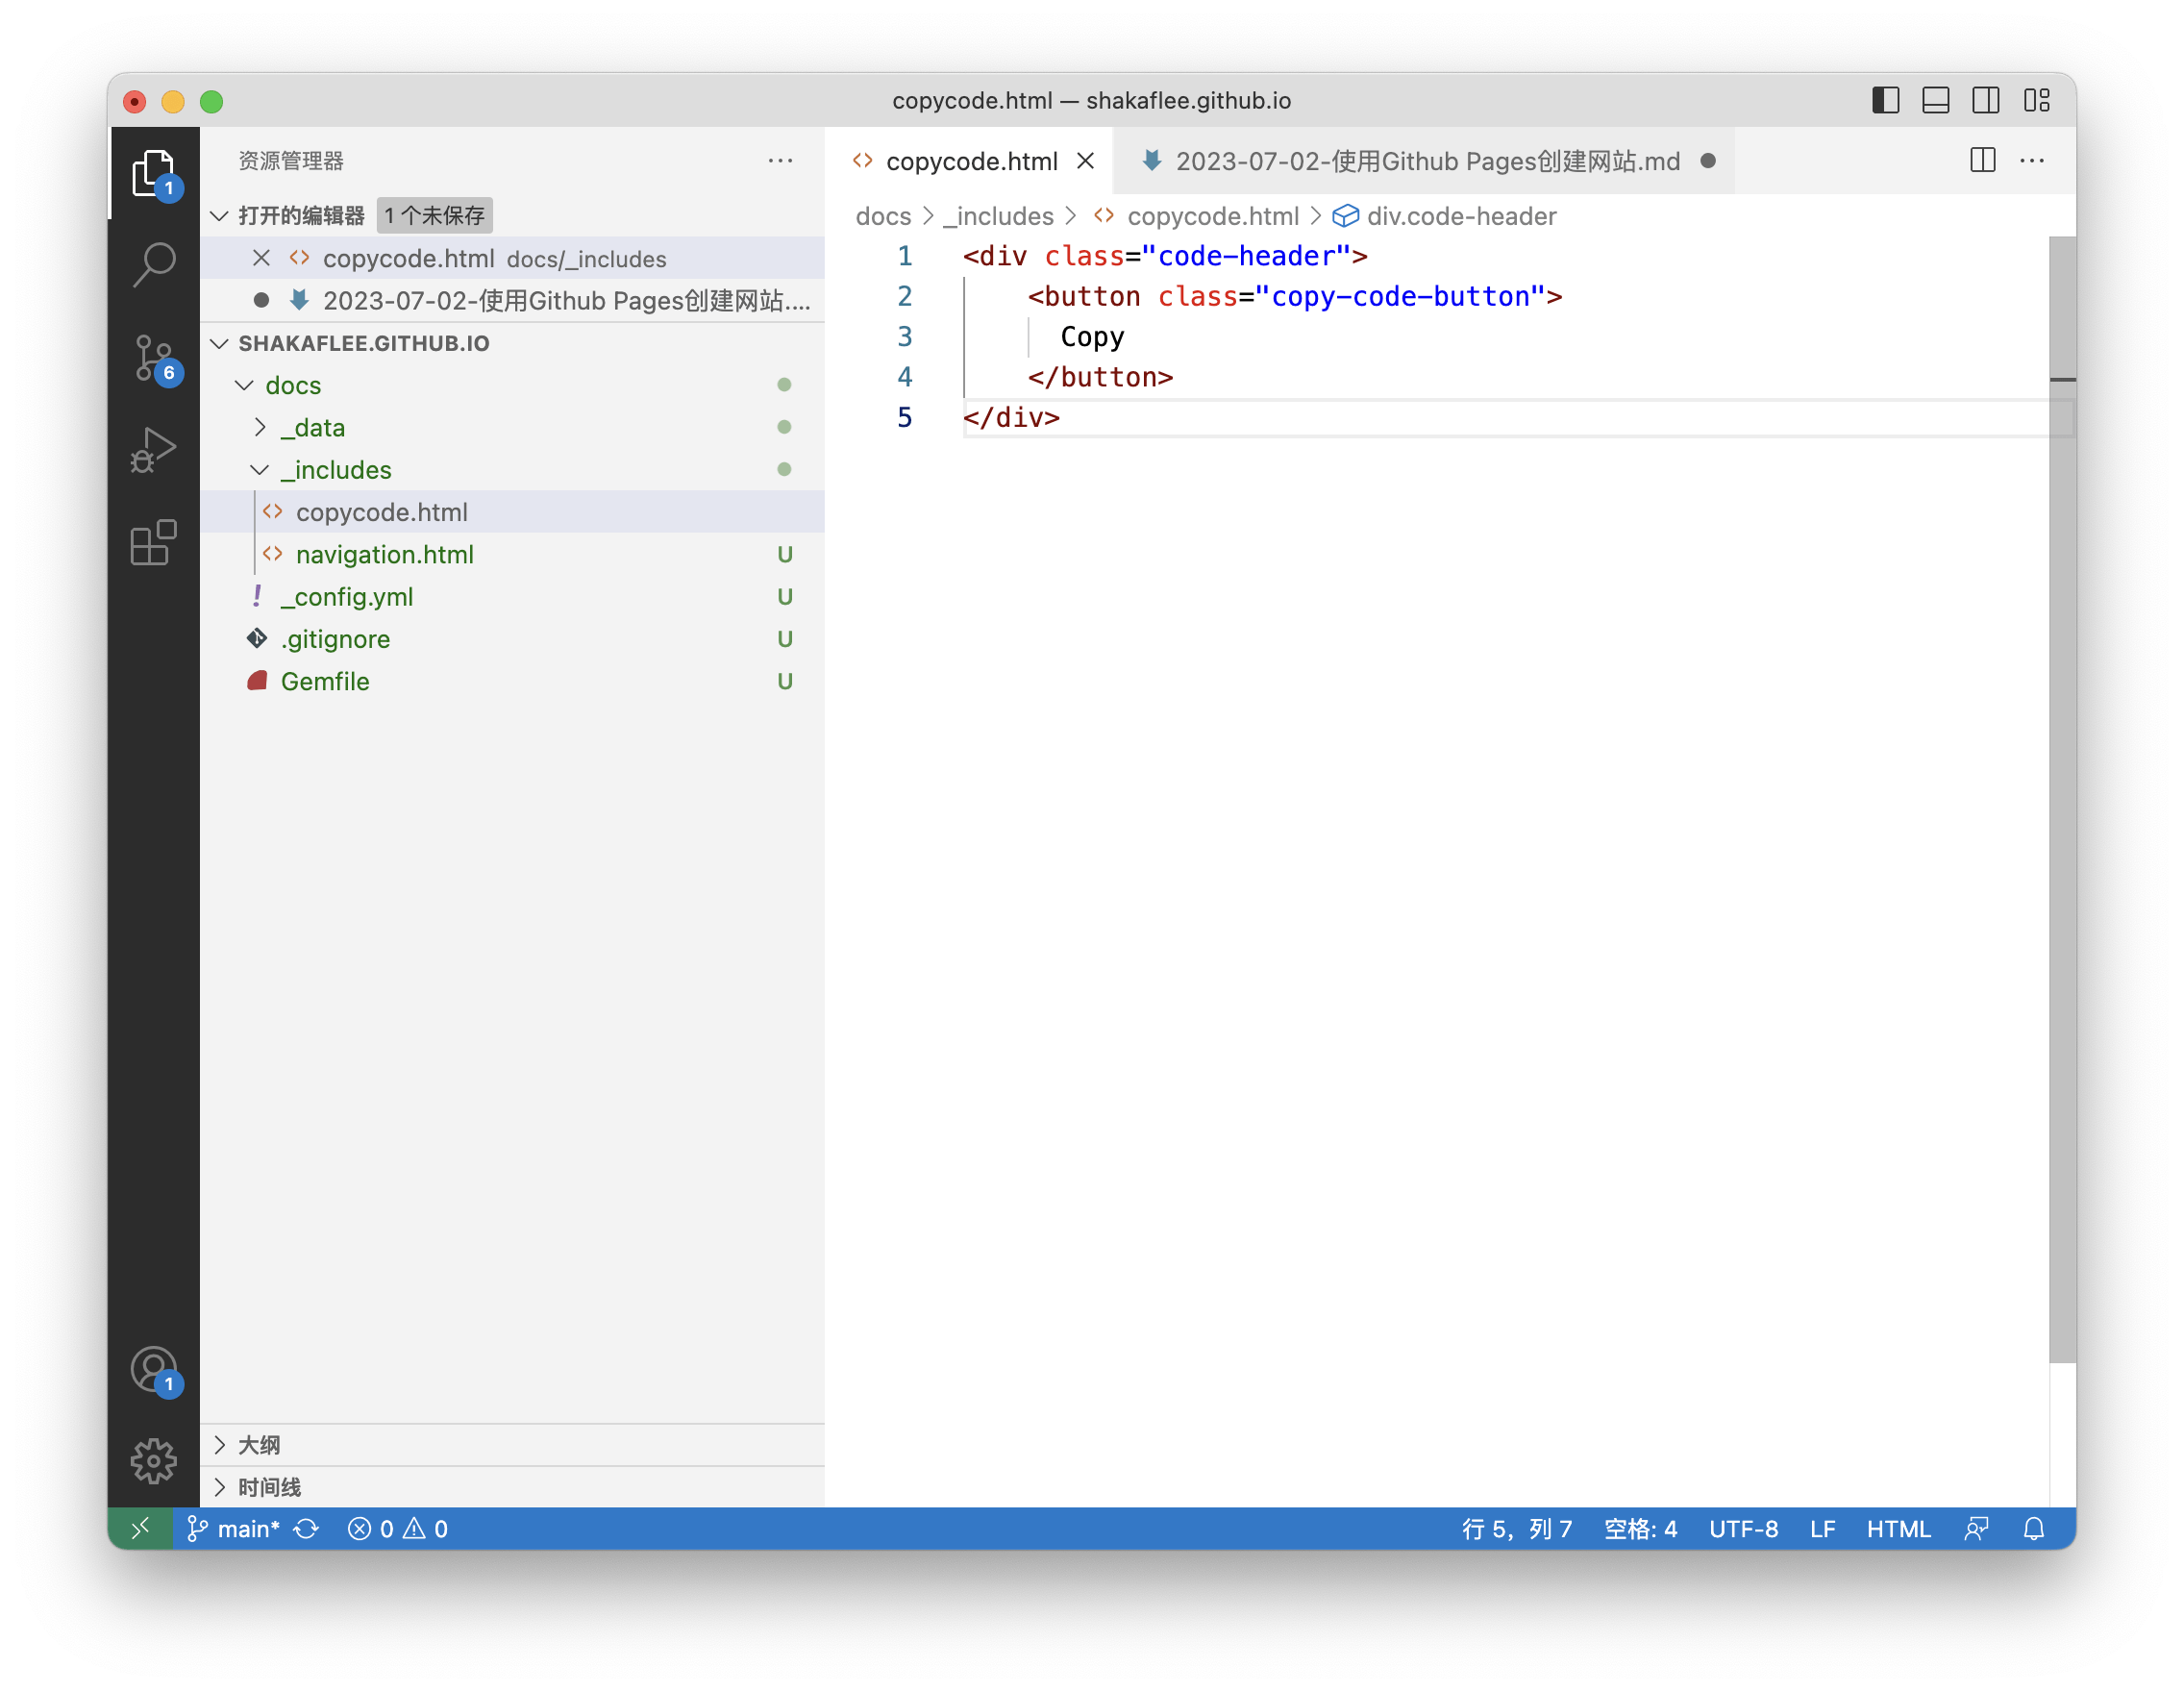 copycode.html — shakaflee.github.io
资源管理器
打开的编辑器 1 个未保存
copycode.html docs/_includes
2023-07-02-使用Github Pages创建网站....
SHAKAFLEE.GITHUB.IO
docs
_data
_includes
copycode.html
navigation.html U
_config.yml U
.gitignore U
Gemfile U
大纲
时间线
1
6
1
copycode.html
2023-07-02-使用Github Pages创建网站.md
docs > _includes > copycode.html > div.code-header
1 <div class="code-header">
2 <button class="copy-code-button">
3 Copy
4 </button>
5 </div>
main* 0 0 行 5，列 7 空格: 4 UTF-8 LF HTML